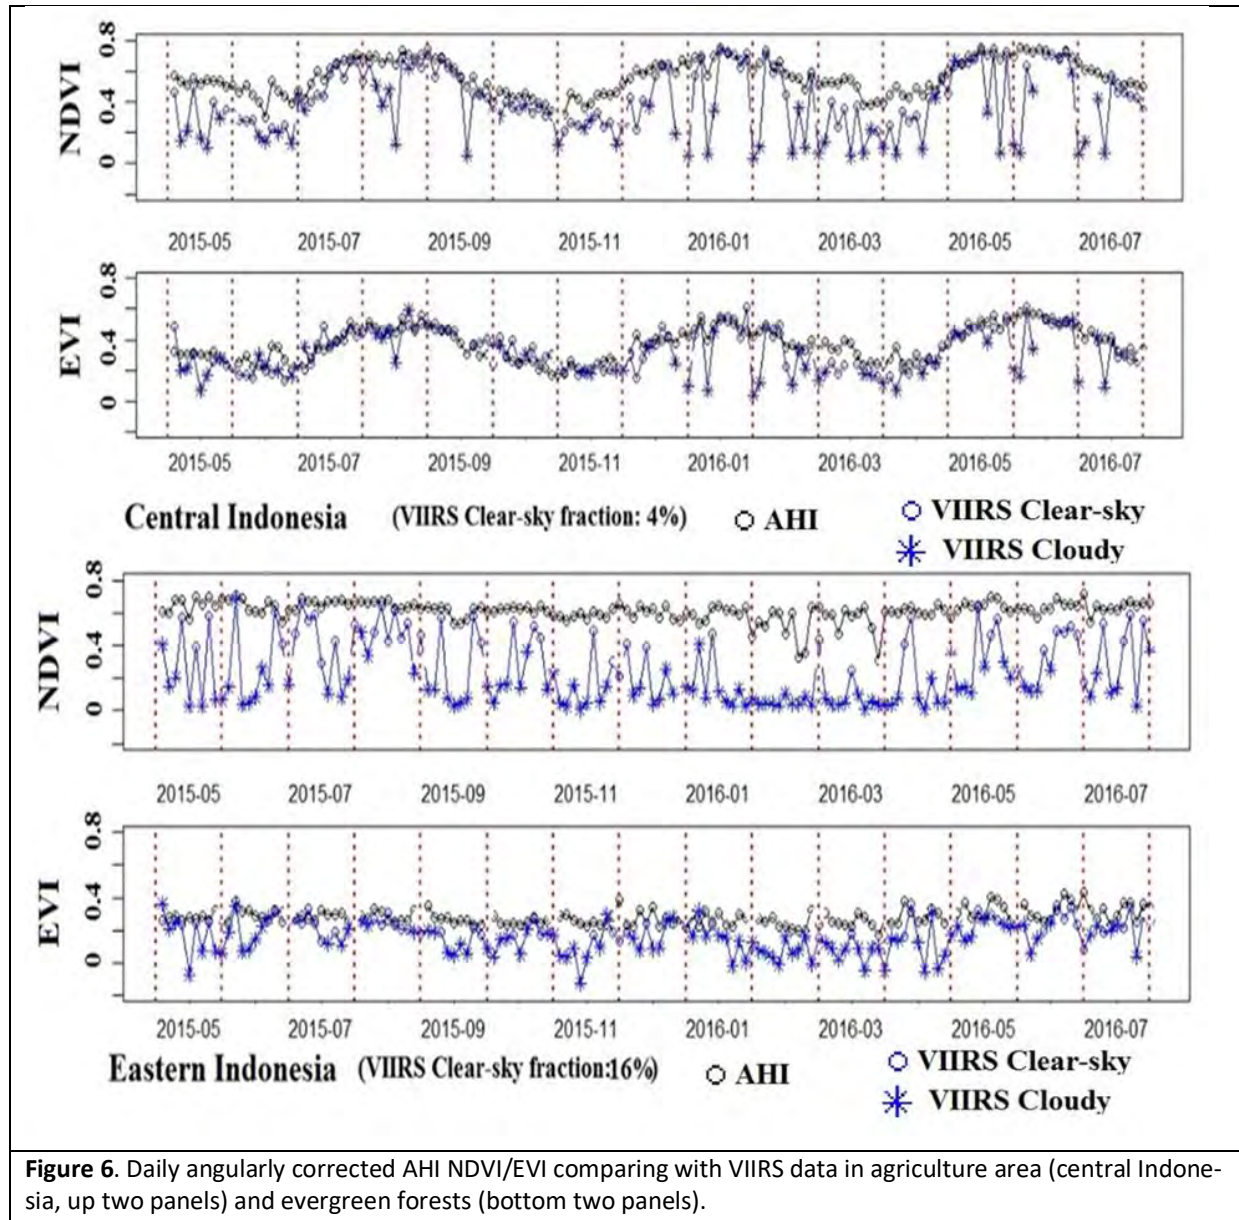 NDVI
0.8
0.4
0
2015-05 2015-07 2015-09 2015-11 2016-01 2016-03 2016-05 2016-07
EVI
0.8
0.4
0
2015-05 2015-07 2015-09 2015-11 2016-01 2016-03 2016-05 2016-07
Central Indonesia (VIIRS Clear-sky fraction: 4%) AHI VIIRS Clear-sky
VIIRS Cloudy
NDVI
0.8
0.4
0
2015-05 2015-07 2015-09 2015-11 2016-01 2016-03 2016-05 2016-07
EVI
0.8
0.4
0
2015-05 2015-07 2015-09 2015-11 2016-01 2016-03 2016-05 2016-07
Eastern Indonesia (VIIRS Clear-sky fraction:16%) AHI VIIRS Clear-sky
VIIRS Cloudy
Figure 6. Daily angularly corrected AHI NDVI/EVI comparing with VIIRS data in agriculture area (central Indone-
sia, up two panels) and evergreen forests (bottom two panels).